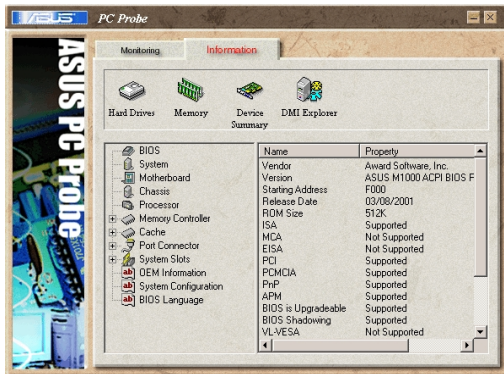 ASUS PC Probe
Monitoring Information
Hard Drives Memory Device Summary DMI Explorer
ASUS PC Probe
BIOS
System
Motherboard
Chassis
Processor
Memory Controller
Cache
Port Connector
System Slots
OEM Information
System Configuration
BIOS Language
Name Property
Vendor Award Software, Inc.
Version ASUS M1000 ACPI BIOS F
Starting Address F000
Release Date 03/08/2001
ROM Size 512K
ISA Supported
MCA Not Supported
EISA Not Supported
PCI Supported
PCMCIA Supported
PnP Supported
APM Supported
BIOS is Upgradeable Supported
BIOS Shadowing Supported
VL-VESA Not Supported